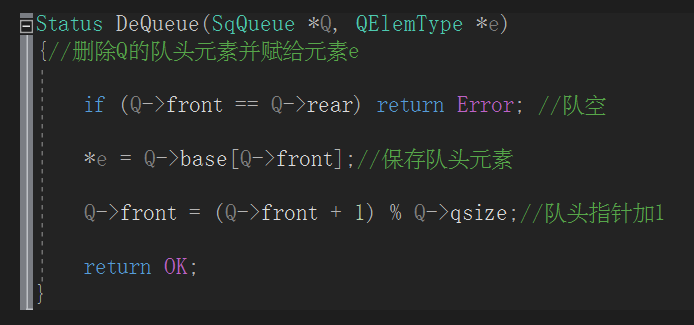 Status DeQueue(SqQueue *Q, QElemType *e)
{//删除Q的队头元素并赋给元素e
if (Q->front == Q->rear) return Error; //队空
*e = Q->base[Q->front];//保存队头元素
Q->front = (Q->front + 1) % Q->qsize;//队头指针加1
return OK;
}